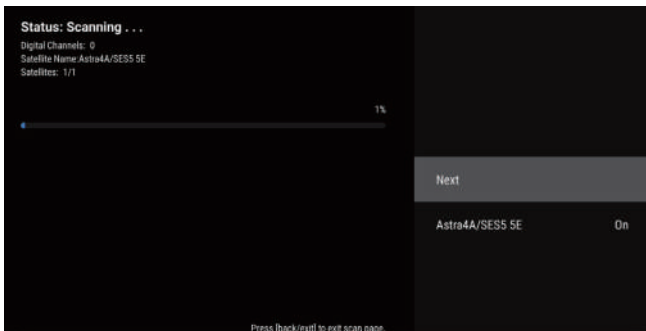 Status: Scanning . . .
Digital Channels: 0
Satellite Name:Astra4A/SES5 5E
Satellites: 1/1
1%
Next
Astra4A/SES5 5E On
Press [back/exit] to exit scan page.